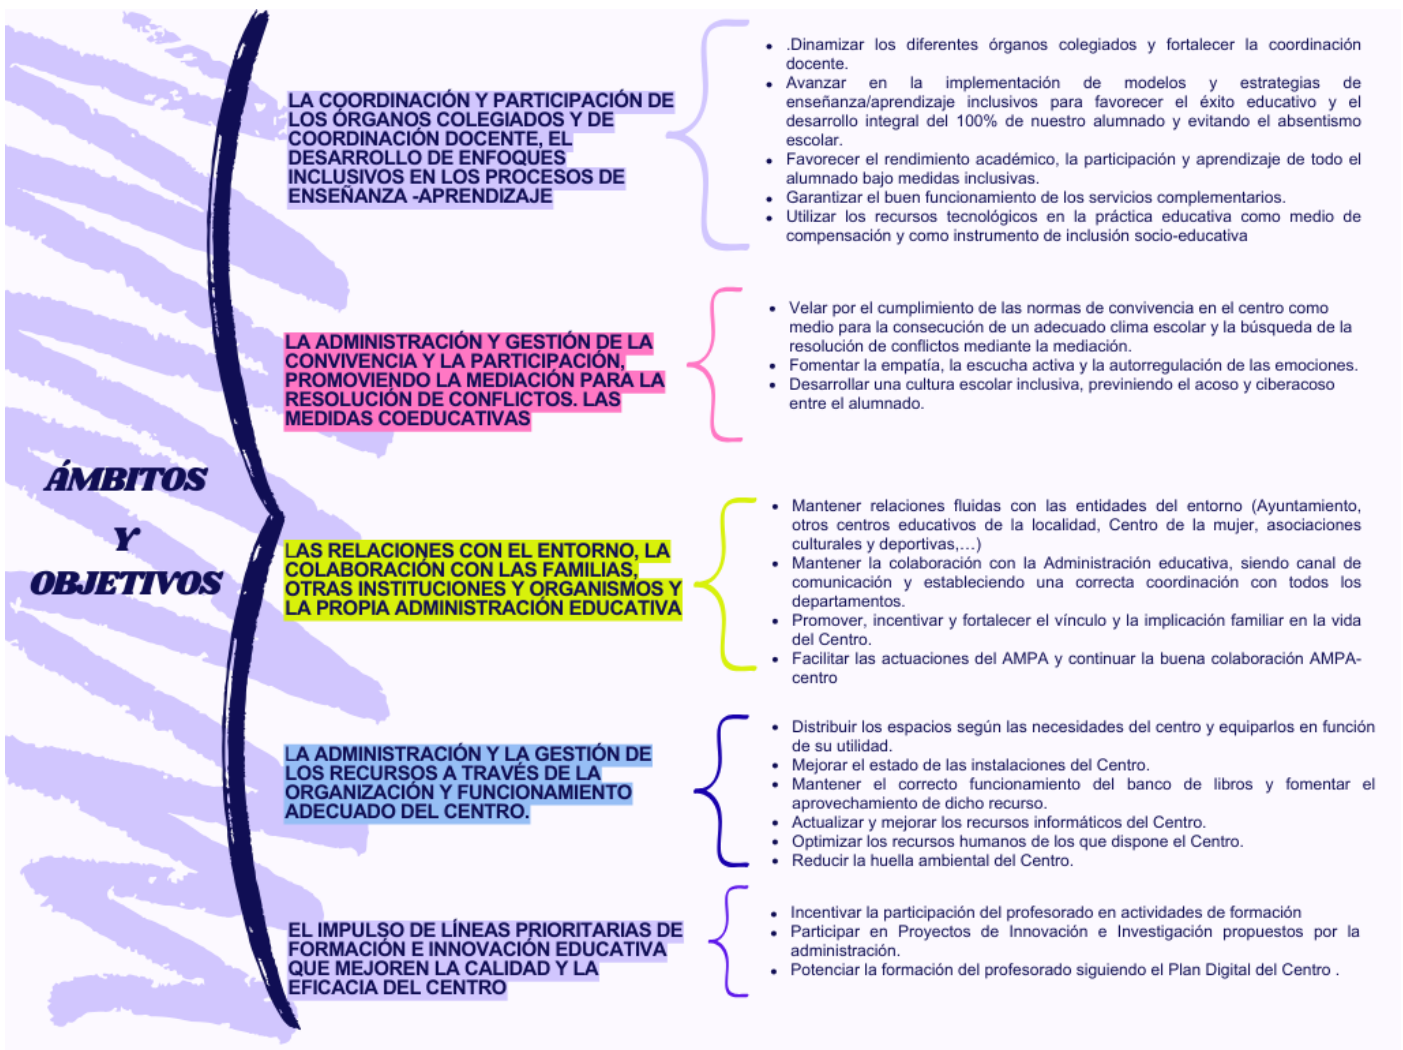 ÁMBITOS
Y
OBJETIVOS
LA COORDINACIÓN Y PARTICIPACIÓN DE
LOS ÓRGANOS COLEGIADOS Y DE
COORDINACIÓN DOCENTE, EL
DESARROLLO DE ENFOQUES
INCLUSIVOS EN LOS PROCESOS DE
ENSEÑANZA -APRENDIZAJE
• .Dinamizar los diferentes órganos colegiados y fortalecer la coordinación
docente.
• Avanzar en la implementación de modelos y estrategias de
enseñanza/aprendizaje inclusivos para favorecer el éxito educativo y el
desarrollo integral del 100% de nuestro alumnado y evitando el absentismo
escolar.
• Favorecer el rendimiento académico, la participación y aprendizaje de todo el
alumnado bajo medidas inclusivas.
• Garantizar el buen funcionamiento de los servicios complementarios.
• Utilizar los recursos tecnológicos en la práctica educativa como medio de
compensación y como instrumento de inclusión socio-educativa
LA ADMINISTRACIÓN Y GESTIÓN DE LA
CONVIVENCIA Y LA PARTICIPACIÓN,
PROMOVIENDO LA MEDIACIÓN PARA LA
RESOLUCIÓN DE CONFLICTOS. LAS
MEDIDAS COEDUCATIVAS
• Velar por el cumplimiento de las normas de convivencia en el centro como
medio para la consecución de un adecuado clima escolar y la búsqueda de la
resolución de conflictos mediante la mediación.
• Fomentar la empatía, la escucha activa y la autorregulación de las emociones.
• Desarrollar una cultura escolar inclusiva, previniendo el acoso y ciberacoso
entre el alumnado.
LAS RELACIONES CON EL ENTORNO, LA
COLABORACIÓN CON LAS FAMILIAS,
OTRAS INSTITUCIONES Y ORGANISMOS Y
LA PROPIA ADMINISTRACIÓN EDUCATIVA
• Mantener relaciones fluidas con las entidades del entorno (Ayuntamiento,
otros centros educativos de la localidad, Centro de la mujer, asociaciones
culturales y deportivas,…)
• Mantener la colaboración con la Administración educativa, siendo canal de
comunicación y estableciendo una correcta coordinación con todos los
departamentos.
• Promover, incentivar y fortalecer el vínculo y la implicación familiar en la vida
del Centro.
• Facilitar las actuaciones del AMPA y continuar la buena colaboración AMPA-
centro
LA ADMINISTRACIÓN Y LA GESTIÓN DE
LOS RECURSOS A TRAVÉS DE LA
ORGANIZACIÓN Y FUNCIONAMIENTO
ADECUADO DEL CENTRO.
• Distribuir los espacios según las necesidades del centro y equiparlos en función
de su utilidad.
• Mejorar el estado de las instalaciones del Centro.
• Mantener el correcto funcionamiento del banco de libros y fomentar el
aprovechamiento de dicho recurso.
• Actualizar y mejorar los recursos informáticos del Centro.
• Optimizar los recursos humanos de los que dispone el Centro.
• Reducir la huella ambiental del Centro.
EL IMPULSO DE LÍNEAS PRIORITARIAS DE
FORMACIÓN E INNOVACIÓN EDUCATIVA
QUE MEJOREN LA CALIDAD Y LA
EFICACIA DEL CENTRO
• Incentivar la participación del profesorado en actividades de formación
• Participar en Proyectos de Innovación e Investigación propuestos por la
administración.
• Potenciar la formación del profesorado siguiendo el Plan Digital del Centro .